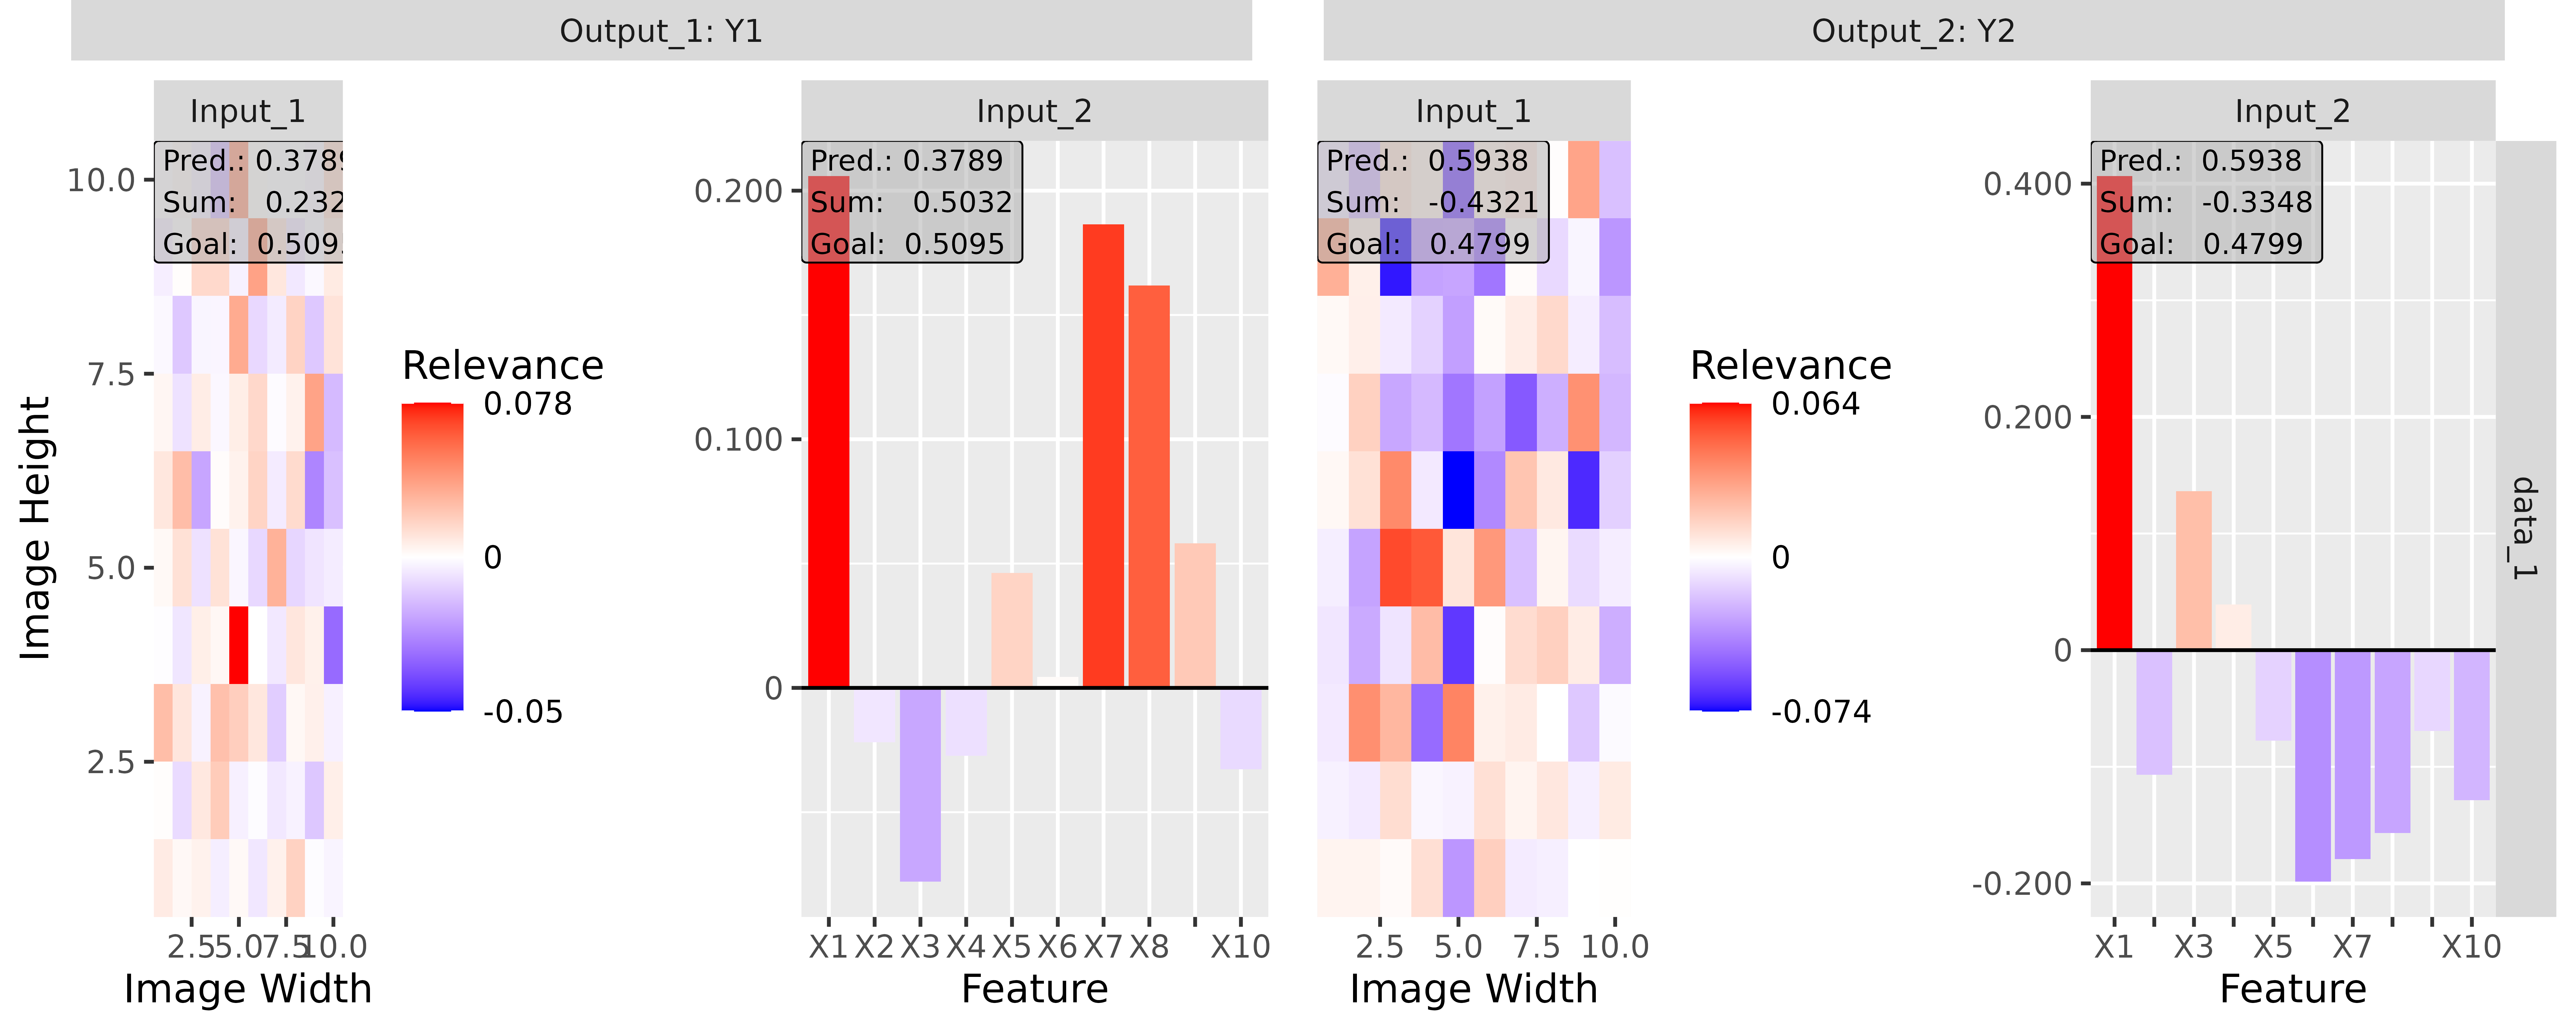 Output_1: Y1
Output_2: Y2
Input_1
Input_2
Input_1
Input_2
Pred.: 0.3789
Sum: 0.232
Goal: 0.509
Pred.: 0.3789
Sum: 0.5032
Goal: 0.5095
Pred.: 0.5938
Sum: -0.4321
Goal: 0.4799
Pred.: 0.5938
Sum: -0.3348
Goal: 0.4799
Image Height
10.0
7.5
5.0
2.5
2.5 5.0 7.5 10.0
Image Width
Relevance
0.078
0
-0.05
0.200
0.100
0
X1 X2 X3 X4 X5 X6 X7 X8 X10
Feature
2.5 5.0 7.5 10.0
Image Width
Relevance
0.064
0
-0.074
0.400
0.200
0
-0.200
X1 X3 X5 X7 X10
Feature
data_1